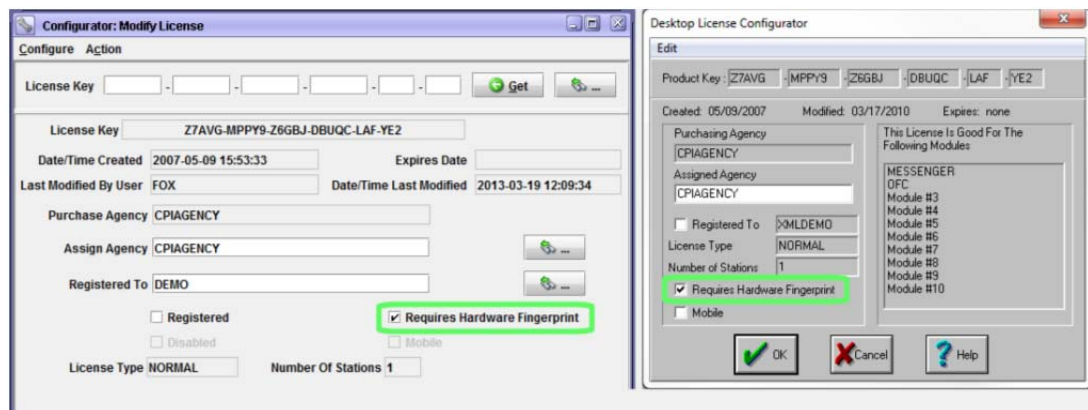 Configurator: Modify License
Configure Action
License Key - - - - - Get ...
License Key Z7AVG-MPPY9-Z6GBJ-DBUQC-LAF-YE2
Date/Time Created 2007-05-09 15:53:33 Expires Date
Last Modified By User FOX Date/Time Last Modified 2013-03-19 12:09:34
Purchase Agency CPIAGENCY
Assign Agency CPIAGENCY ...
Registered To DEMO ...
Registered Requires Hardware Fingerprint
Disabled Mobile
License Type NORMAL Number Of Stations 1
Desktop License Configurator
Edit
Product Key : Z7AVG - MPPY9 - Z6GBJ - DBUQC - LAF - YE2
Created: 05/09/2007 Modified: 03/17/2010 Expires: none
Purchasing Agency
CPIAGENCY
Assigned Agency
CPIAGENCY
Registered To XMLDEMO
License Type NORMAL
Number of Stations 1
Requires Hardware Fingerprint
Mobile
This License Is Good For The
Following Modules
MESSENGER
OFC
Module #3
Module #4
Module #5
Module #6
Module #7
Module #8
Module #9
Module #10
OK Cancel Help